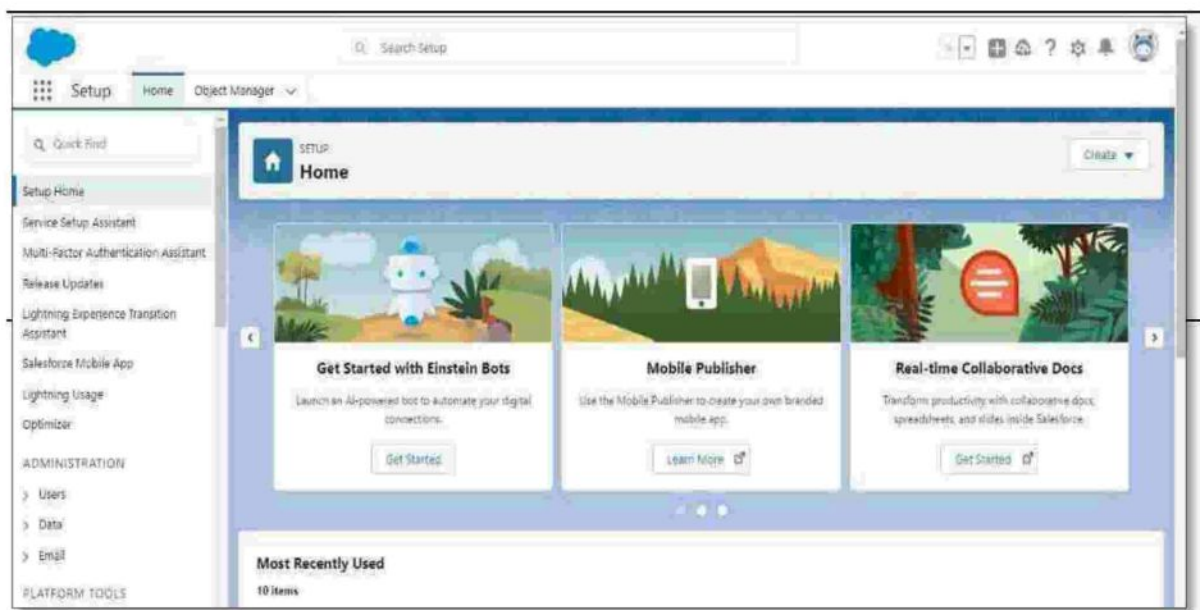 Search Setup
Setup Home Object Manager
Quick Find
SETUP
Home
Create
Setup Home
Service Setup Assistant
Multi-Factor Authentication Assistant
Release Updates
Lightning Experience Transition
Assistant
Salesforce Mobile App
Lightning Usage
Optimizer
ADMINISTRATION
Users
Data
Email
PLATFORM TOOLS
Get Started with Einstein Bots
Launch an AI-powered bot to automate your digital
connections.
Get Started
Mobile Publisher
Use the Mobile Publisher to create your own branded
mobile app.
Learn More
Real-time Collaborative Docs
Transform productivity with collaborative docs,
spreadsheets, and slides inside Salesforce.
Get Started
Most Recently Used
10 items